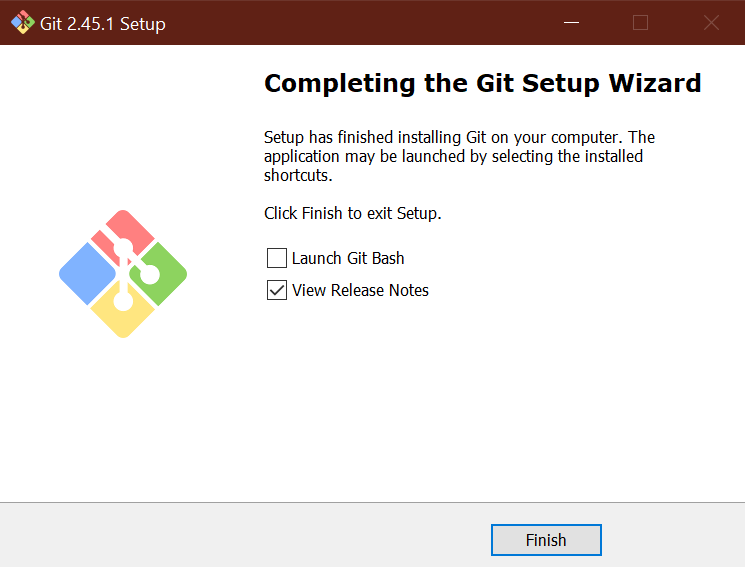 Git 2.45.1 Setup
Completing the Git Setup Wizard
Setup has finished installing Git on your computer. The
application may be launched by selecting the installed
shortcuts.
Click Finish to exit Setup.
Launch Git Bash
View Release Notes
Finish